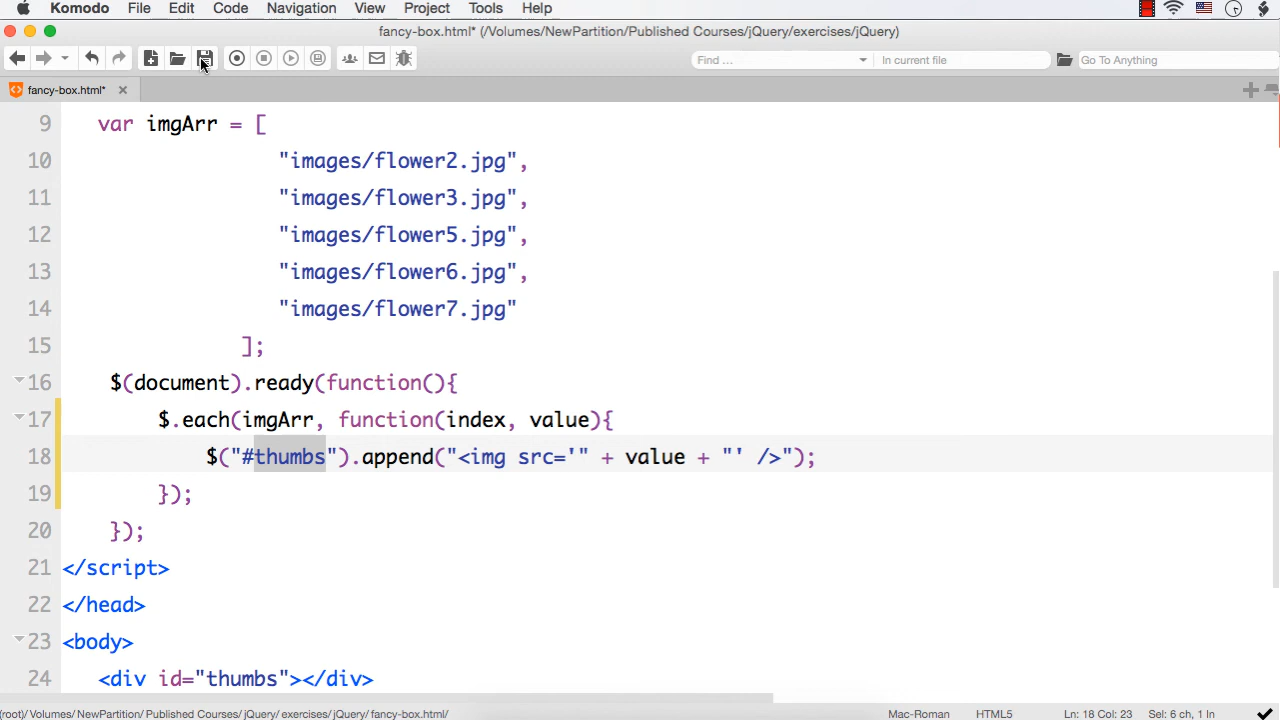 Komodo File Edit Code Navigation View Project Tools Help
fancy-box.html* (/Volumes/NewPartition/Published Courses/jQuery/exercises/jQuery)
Find ... In current file Go To Anything
fancy-box.html*
9 var imgArr = [
10 "images/flower2.jpg",
11 "images/flower3.jpg",
12 "images/flower5.jpg",
13 "images/flower6.jpg",
14 "images/flower7.jpg"
15 ];
16 $(document).ready(function(){
17 $.each(imgArr, function(index, value){
18 $("#thumbs").append("<img src='" + value + "' />");
19 });
20 });
21 </script>
22 </head>
23 <body>
24 <div id="thumbs"></div>
(root)/ Volumes/ NewPartition/ Published Courses/ jQuery/ exercises/ jQuery/ fancy-box.html/ Mac-Roman HTML5 Ln: 18 Col: 23 Sel: 6 ch, 1 ln